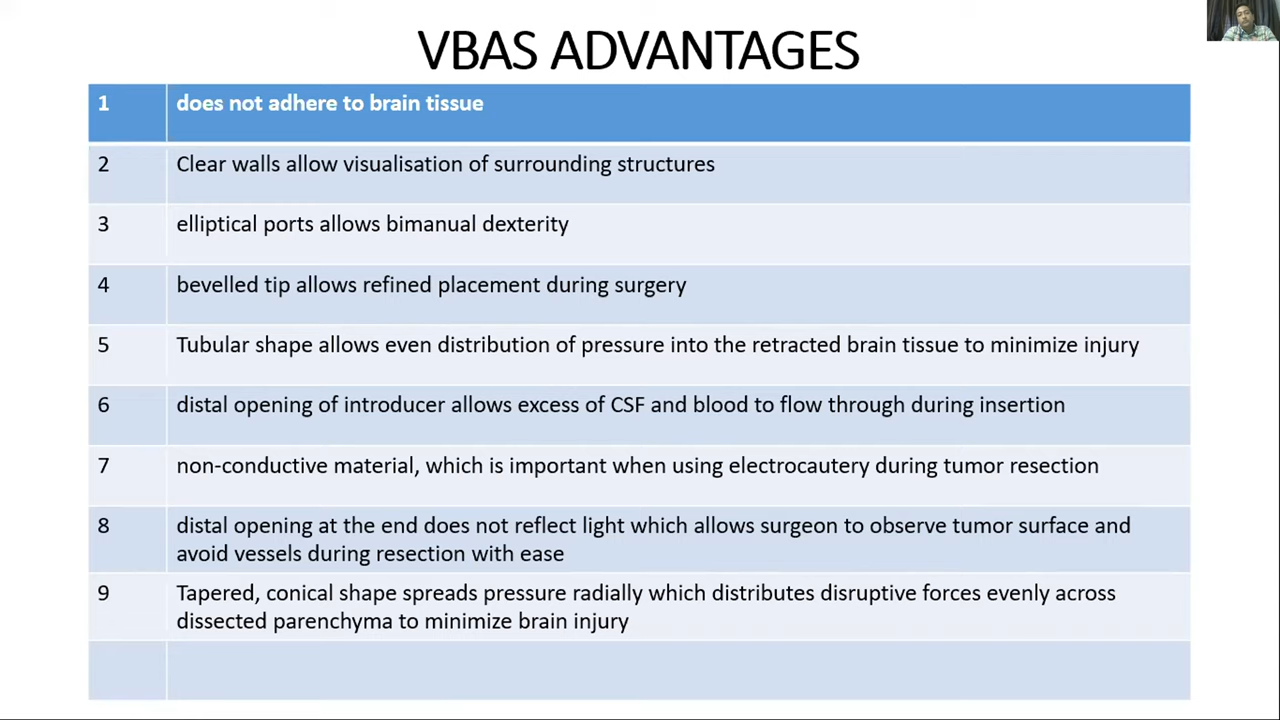 VBAS ADVANTAGES
1 does not adhere to brain tissue
2 Clear walls allow visualisation of surrounding structures
3 elliptical ports allows bimanual dexterity
4 bevelled tip allows refined placement during surgery
5 Tubular shape allows even distribution of pressure into the retracted brain tissue to minimize injury
6 distal opening of introducer allows excess of CSF and blood to flow through during insertion
7 non-conductive material, which is important when using electrocautery during tumor resection
8 distal opening at the end does not reflect light which allows surgeon to observe tumor surface and
avoid vessels during resection with ease
9 Tapered, conical shape spreads pressure radially which distributes disruptive forces evenly across
dissected parenchyma to minimize brain injury